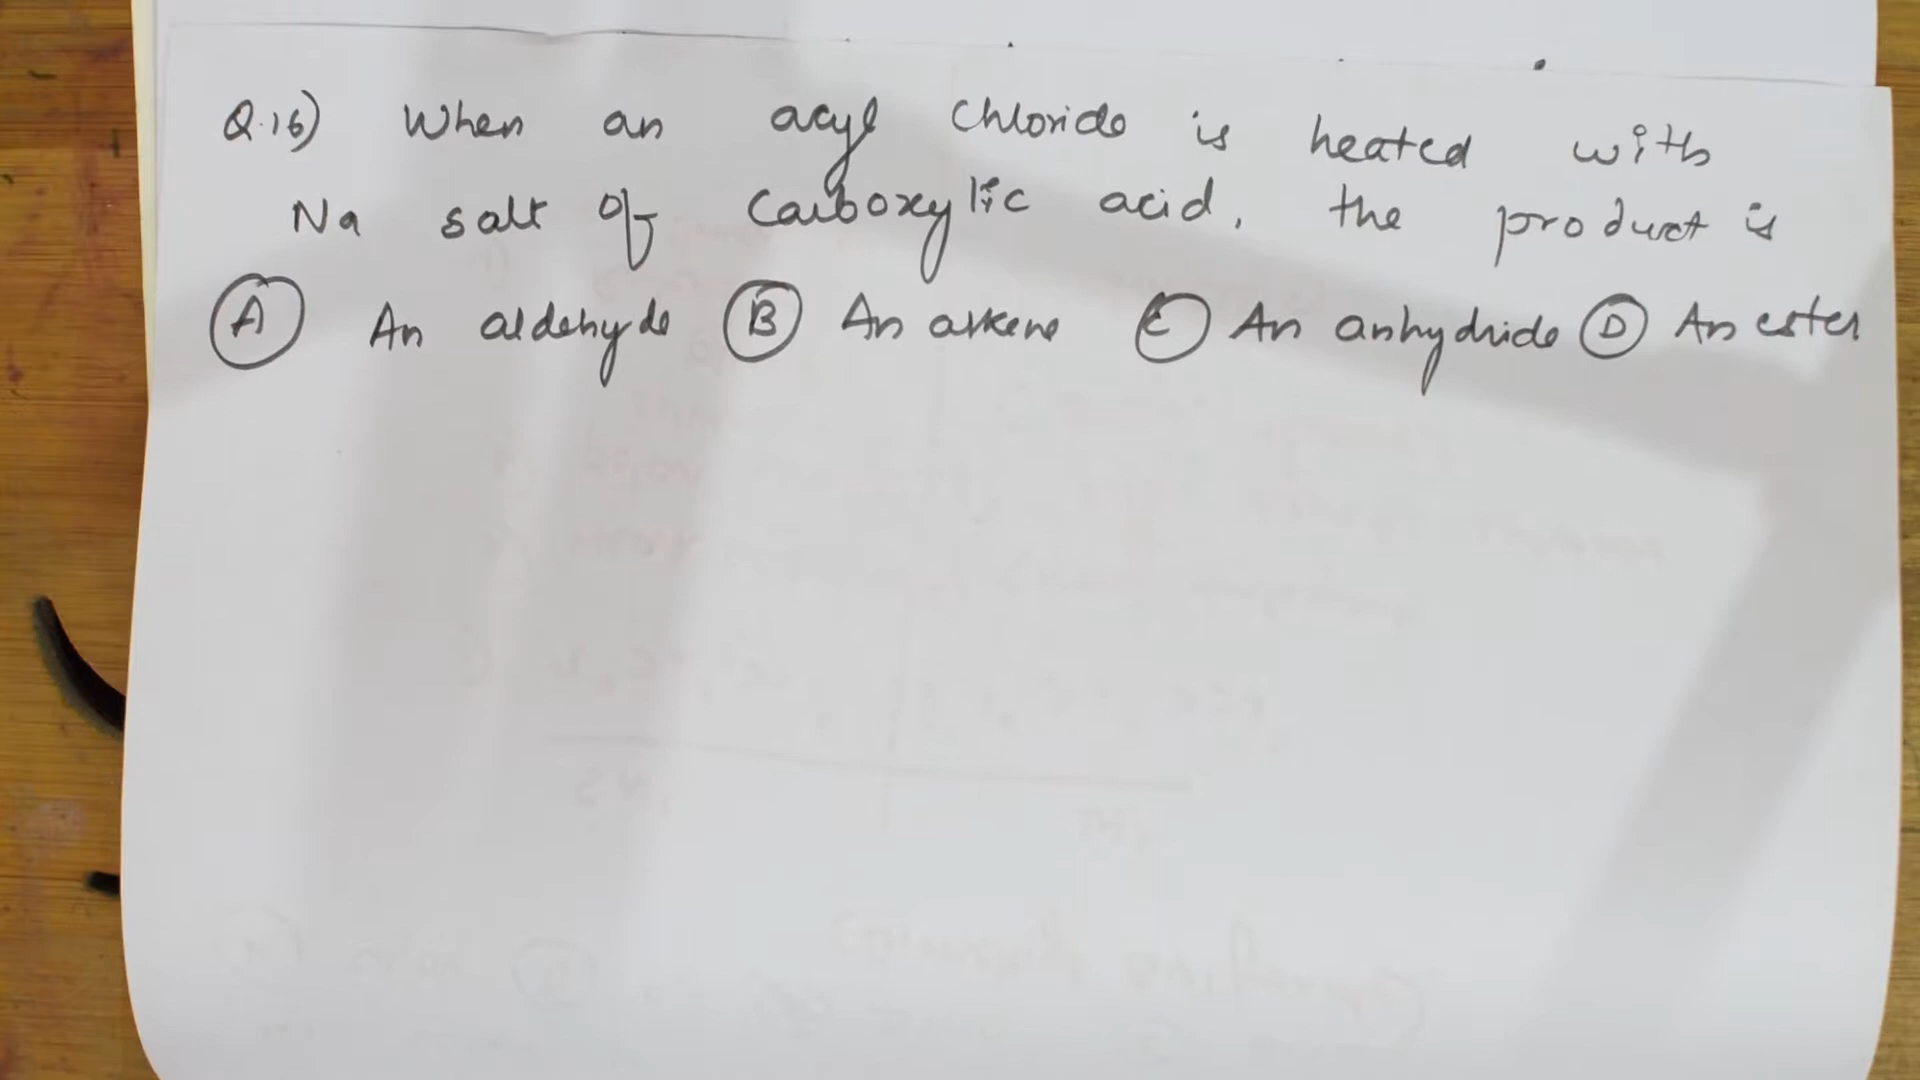 Q.16) When an acyl chloride is heated with
Na salt of carboxylic acid, the product is
(A) An aldehyde (B) An alkene (C) An anhydride (D) An ester